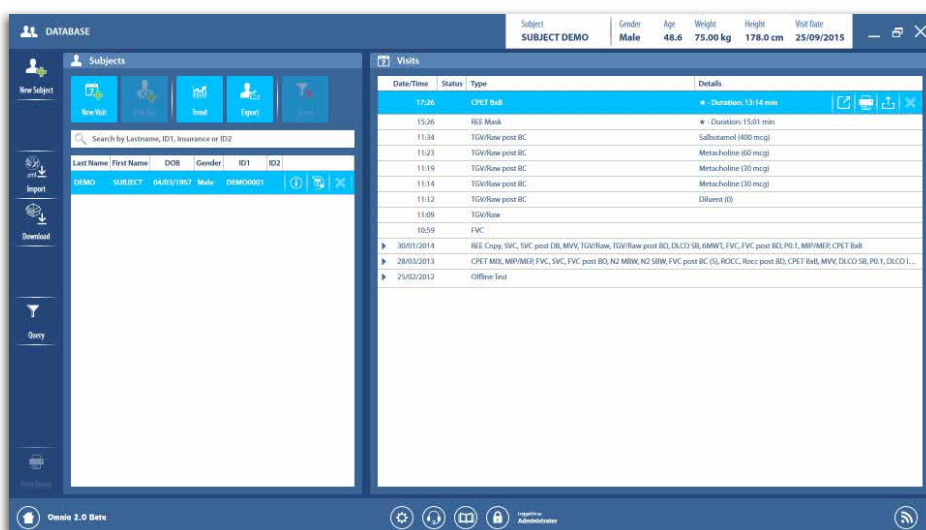 DATABASE
Subject Gender Age Weight Height Visit Date
SUBJECT DEMO Male 48.6 75.00 kg 178.0 cm 25/09/2015
New Subject
Import
Download
Query
Subjects
New Visit Trend Export
Search by Lastname, ID1, Insurance or ID2
Last Name First Name DOB Gender ID1 ID2
DEMO SUBJECT 04/03/1967 Male DEMO0001
Visits
Date/Time Status Type Details
17:26 CPET BxB ★ - Duration: 13:14 min
15:26 REE Mask ★ - Duration: 15:01 min
11:34 TGV/Raw post BC Salbutamol (400 mcg)
11:23 TGV/Raw post BC Metacholine (60 mcg)
11:19 TGV/Raw post BC Metacholine (30 mcg)
11:14 TGV/Raw post BC Metacholine (30 mcg)
11:12 TGV/Raw post BC Diluent (0)
11:09 TGV/Raw
10:59 FVC
30/01/2014 REE Cnpy, SVC, SVC post DB, MVV, TGV/Raw, TGV/Raw post BD, DLCO SB, 6MWT, FVC, FVC post BD, P0.1, MIP/MEP, CPET BxB
28/03/2013 CPET MIX, MIP/MEP, FVC, SVC, FVC post BD, N2 MBW, N2 SBW, FVC post BC (5), ROCC, Rocc post BD, CPET BxB, MVV, DLCO SB, P0.1, DLCO I...
25/02/2012 Offline Test
Omnia 2.0 Beta
Logged in as:
Administrator